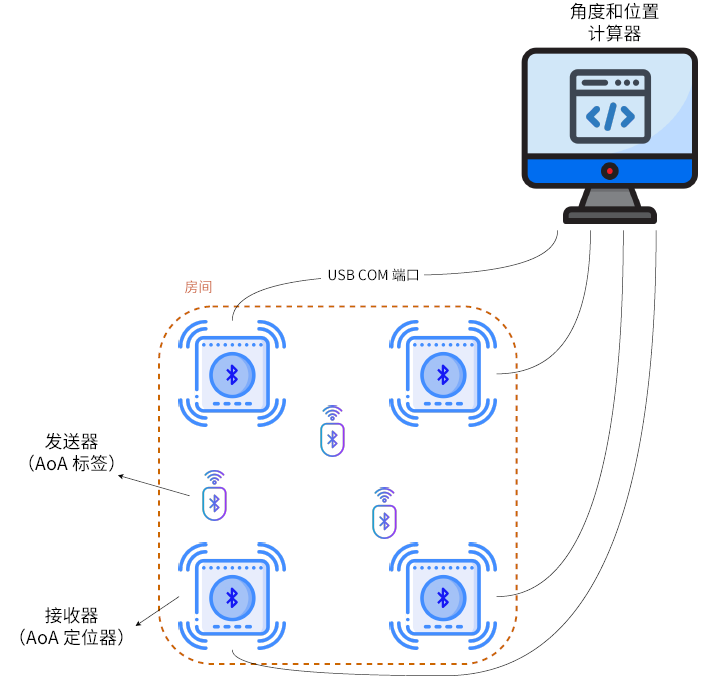 角度和位置
计算器
USB COM 端口
房间
发送器
（AoA 标签）
接收器
（AoA 定位器）